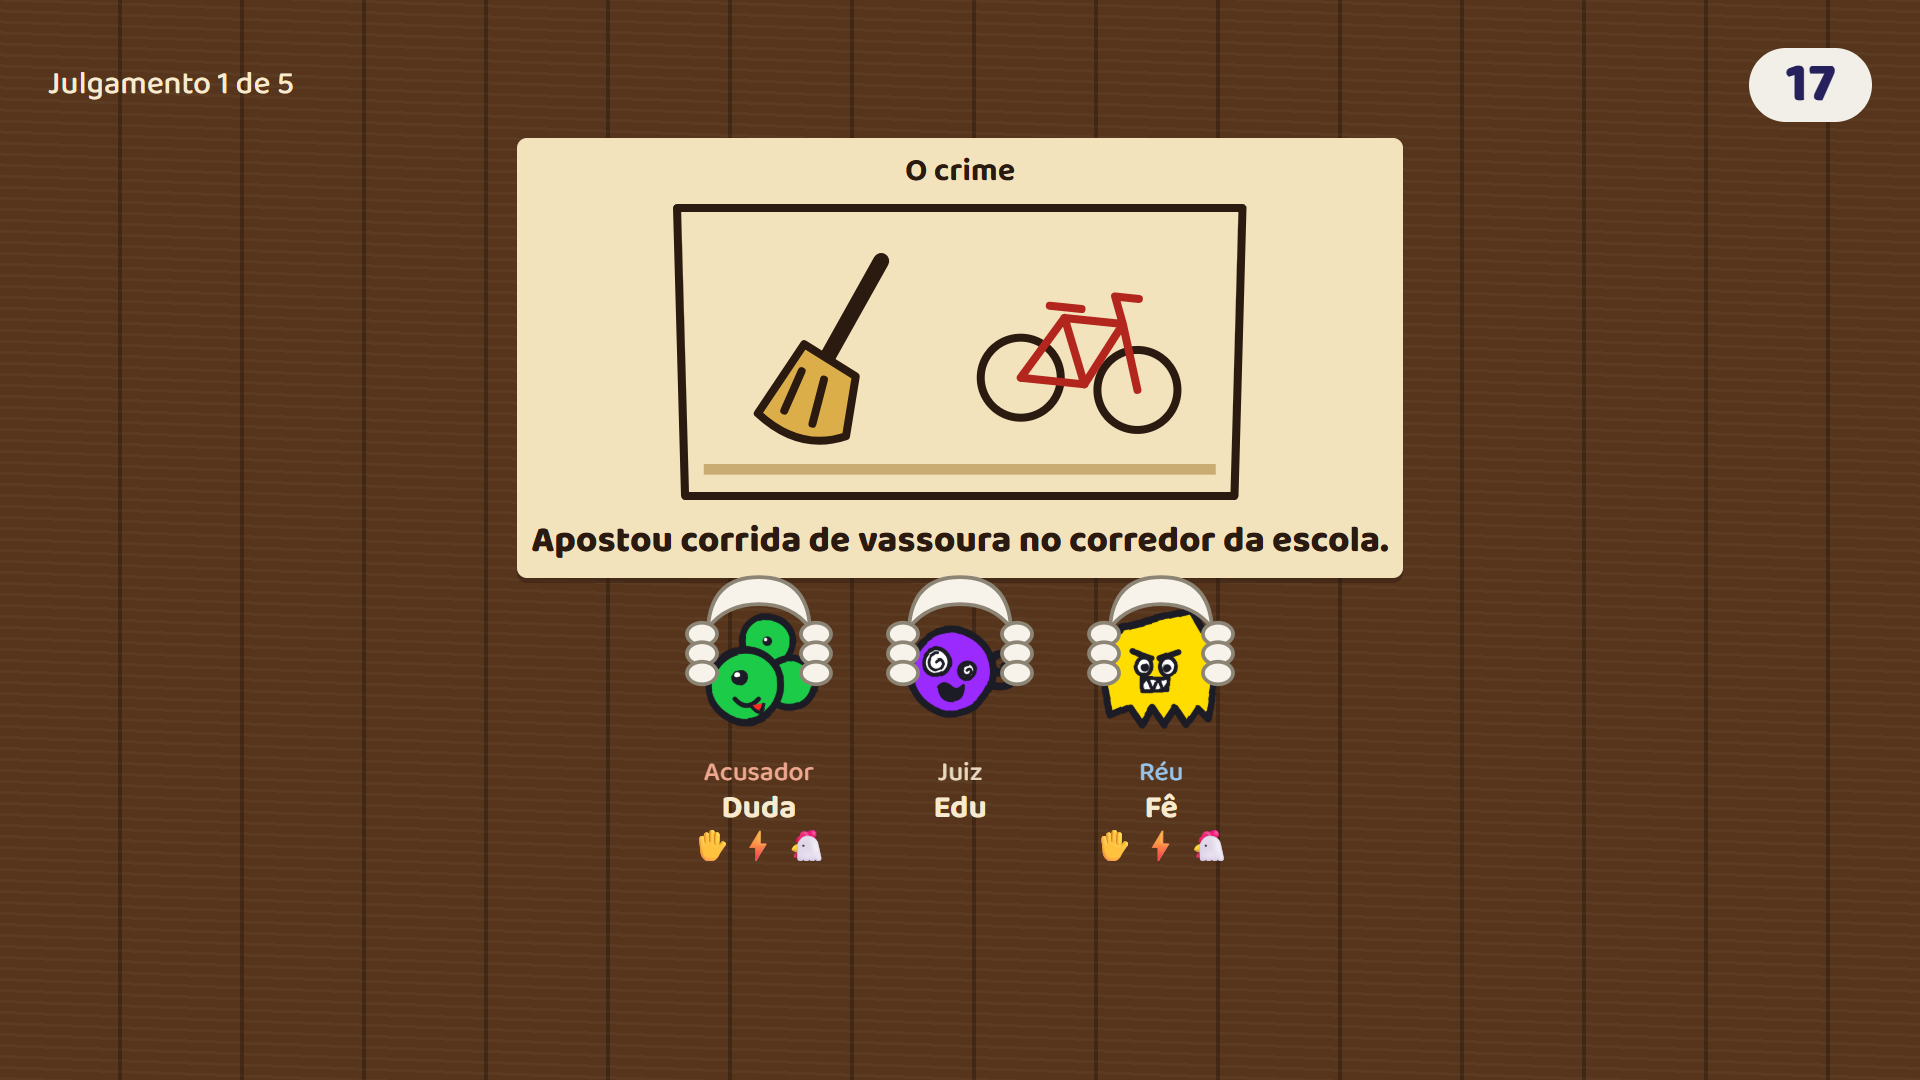 Julgamento 1 de 5
17
O crime
Apostou corrida de vassoura no corredor da escola.
Acusador
Duda
Juiz
Edu
Réu
Fê